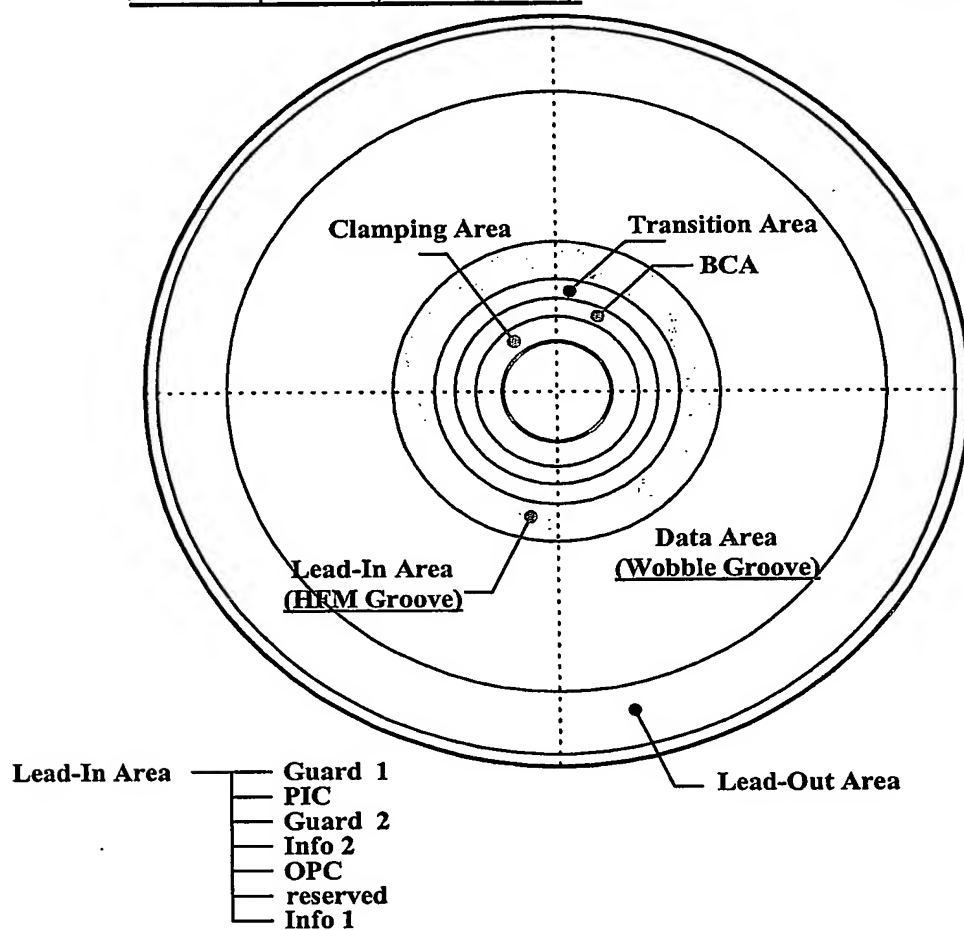 Clamping Area
Transition Area
BCA
Data Area
(Wobble Groove)
Lead-In Area
(HFM Groove)
Lead-Out Area
Lead-In Area
Guard 1
PIC
Guard 2
Info 2
OPC
reserved
Info 1